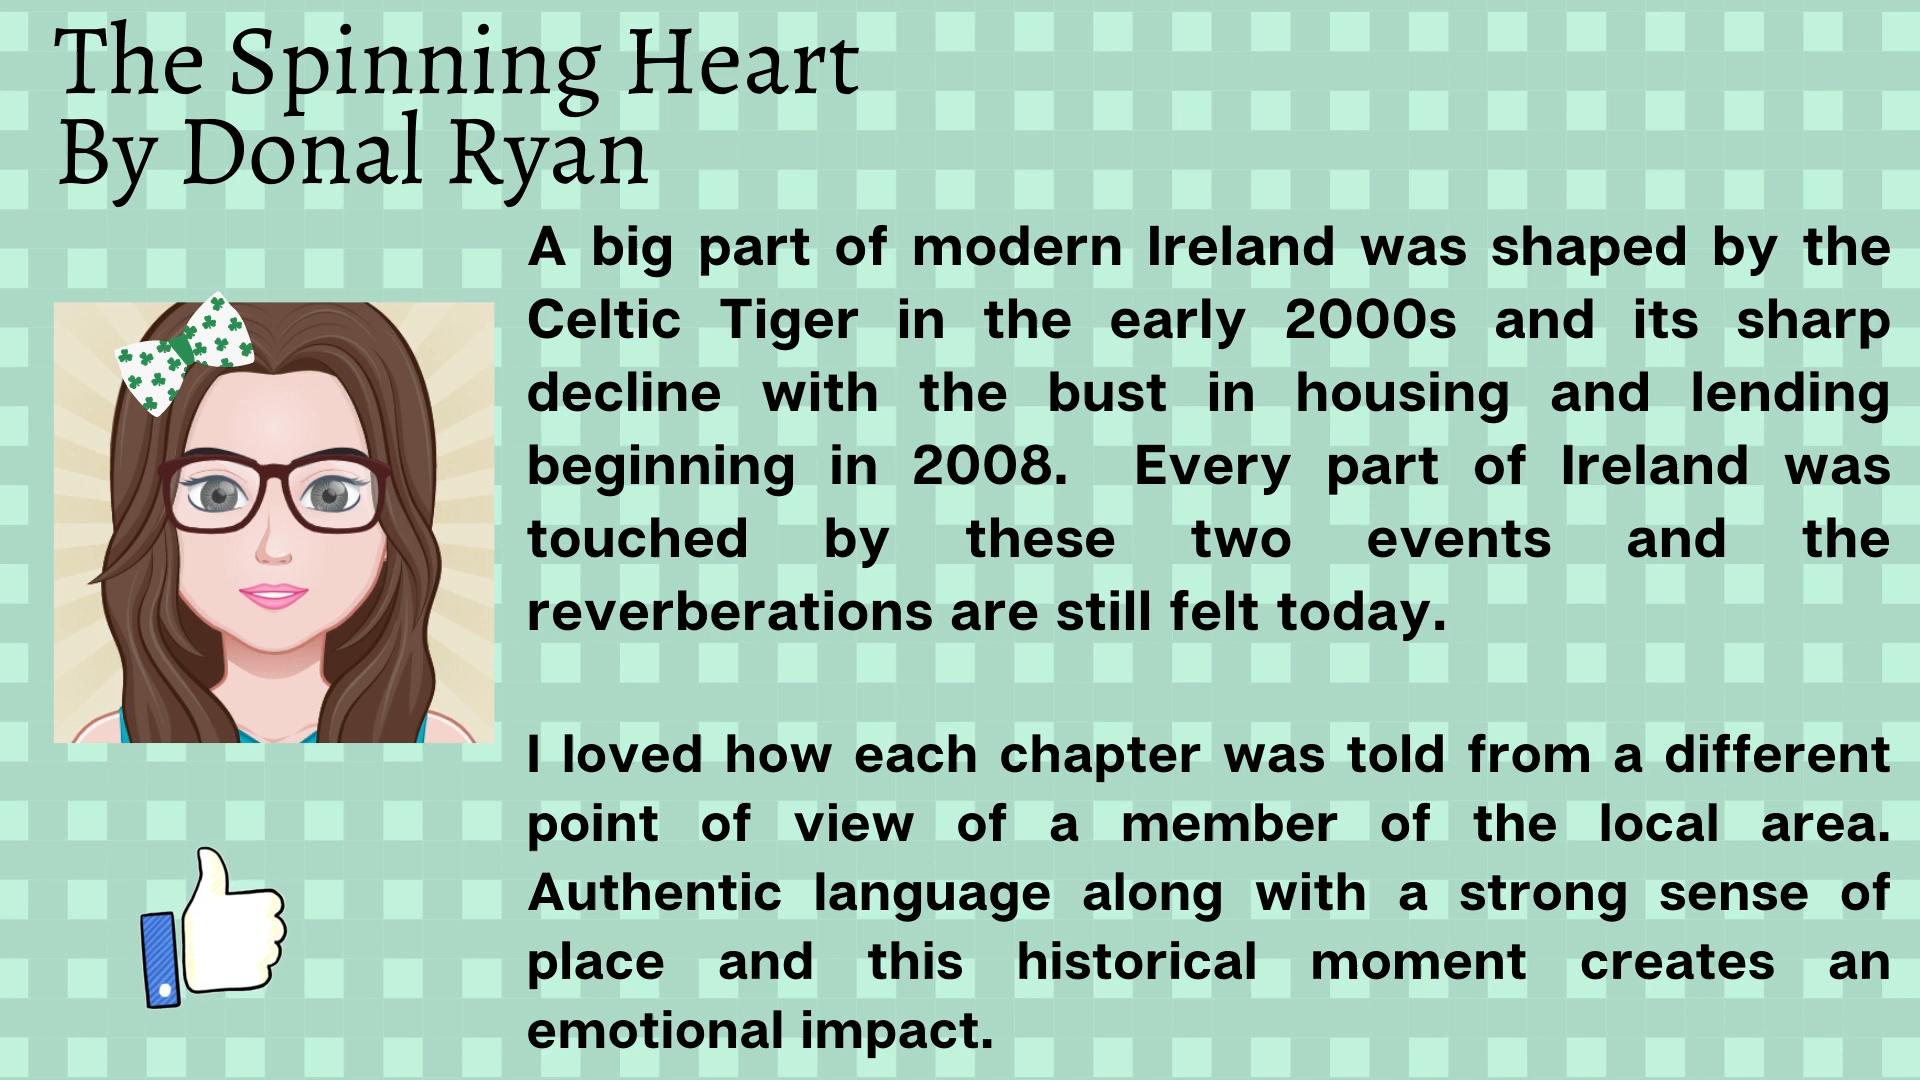 The Spinning Heart
By Donal Ryan
A big part of modern Ireland was shaped by the
Celtic Tiger in the early 2000s and its sharp
decline with the bust in housing and lending
beginning in 2008.  Every part of Ireland was
touched by these two events and the
reverberations are still felt today.
I loved how each chapter was told from a different
point of view of a member of the local area.
Authentic language along with a strong sense of
place and this historical moment creates an
emotional impact.